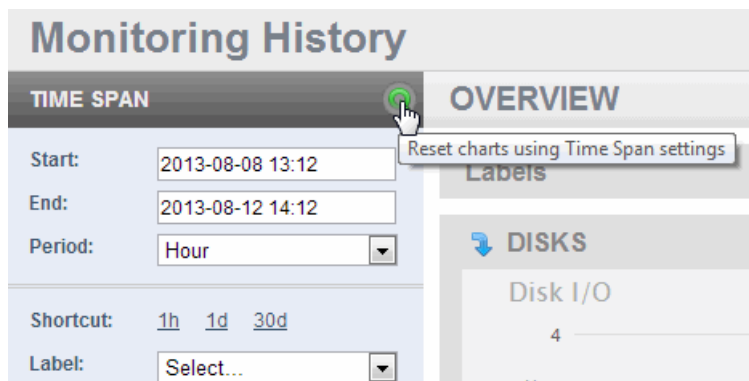 Monitoring History
TIME SPAN
OVERVIEW
Reset charts using Time Span settings
Start: 2013-08-08 13:12
Labels
End: 2013-08-12 14:12
Period: Hour
DISKS
Disk I/O
Shortcut: 1h 1d 30d
4
Label: Select...